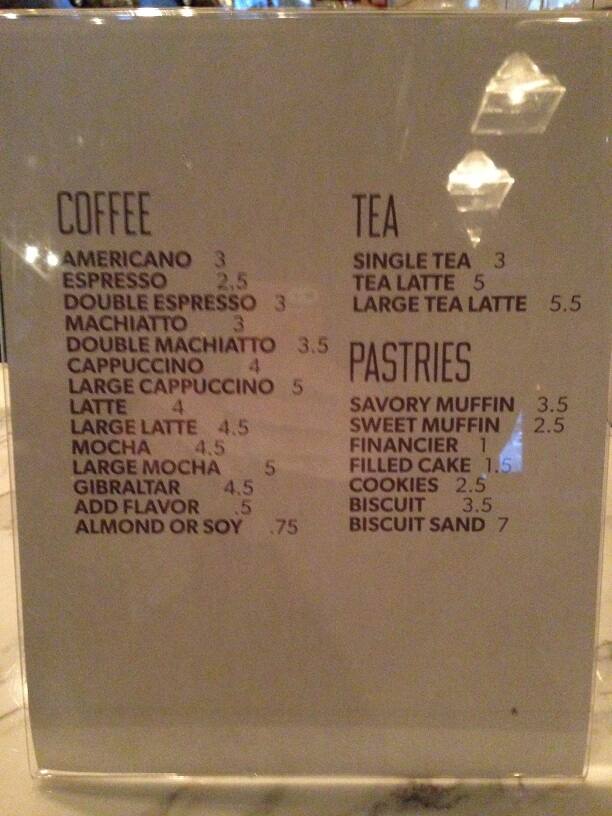 COFFEE
AMERICANO 3
ESPRESSO 2.5
DOUBLE ESPRESSO 3
MACHIATTO 3
DOUBLE MACHIATTO 3.5
CAPPUCCINO 4
LARGE CAPPUCCINO 5
LATTE 4
LARGE LATTE 4.5
MOCHA 4.5
LARGE MOCHA 5
GIBRALTAR 4.5
ADD FLAVOR .5
ALMOND OR SOY .75
TEA
SINGLE TEA 3
TEA LATTE 5
LARGE TEA LATTE 5.5
PASTRIES
SAVORY MUFFIN 3.5
SWEET MUFFIN 2.5
FINANCIER 1
FILLED CAKE 1.5
COOKIES 2.5
BISCUIT 3.5
BISCUIT SAND 7